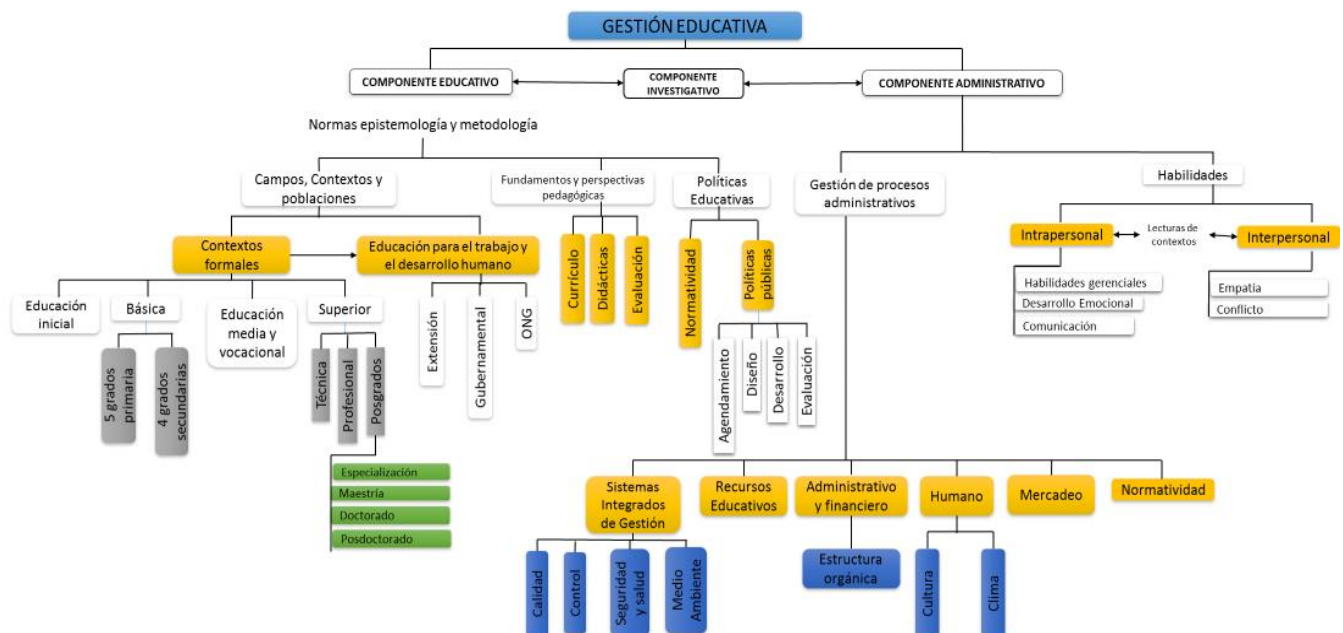 GESTIÓN EDUCATIVA
COMPONENTE EDUCATIVO
COMPONENTE
INVESTIGATIVO
COMPONENTE ADMINISTRATIVO
Normas epistemología y metodología
Campos, Contextos y
poblaciones
Fundamentos y perspectivas
pedagógicas
Políticas
Educativas
Gestión de procesos
administrativos
Habilidades
Contextos
formales
Educación para el trabajo y
el desarrollo humano
Currículo
Didácticas
Evaluación
Normatividad
Políticas
públicas
Intrapersonal
Lecturas de
contextos
Interpersonal
Habilidades gerenciales
Desarrollo Emocional
Comunicación
Empatia
Conflicto
Educación
inicial
Básica
Educación
media y
vocacional
Superior
Extensión
Gubernamental
ONG
5 grados
primaria
4 grados
secundarias
Técnica
Profesional
Posgrados
Agendamiento
Diseño
Desarrollo
Evaluación
Especialización
Maestría
Doctorado
Posdoctorado
Sistemas
Integrados
de Gestión
Recursos
Educativos
Administrativo
y financiero
Humano
Mercadeo
Normatividad
Calidad
Control
Seguridad
y salud
Medio
Ambiente
Estructura
orgánica
Cultura
Clima